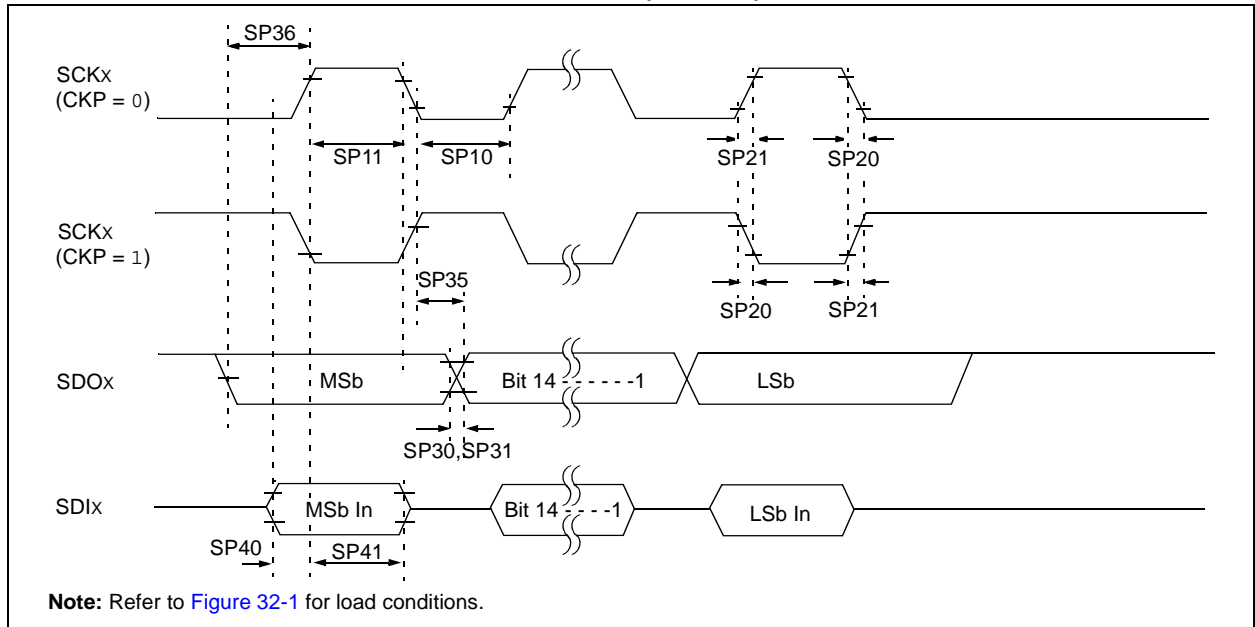 SP36
SCKX
(CKP = 0)
SP11
SP10
SP21
SP20
SCKX
(CKP = 1)
SP35
SP20
SP21
SDOX
MSb
Bit 14 - - - - - -1
LSb
SP30,SP31
SDIX
MSb In
Bit 14 - - - -1
LSb In
SP40
SP41
Note: Refer to Figure 32-1 for load conditions.